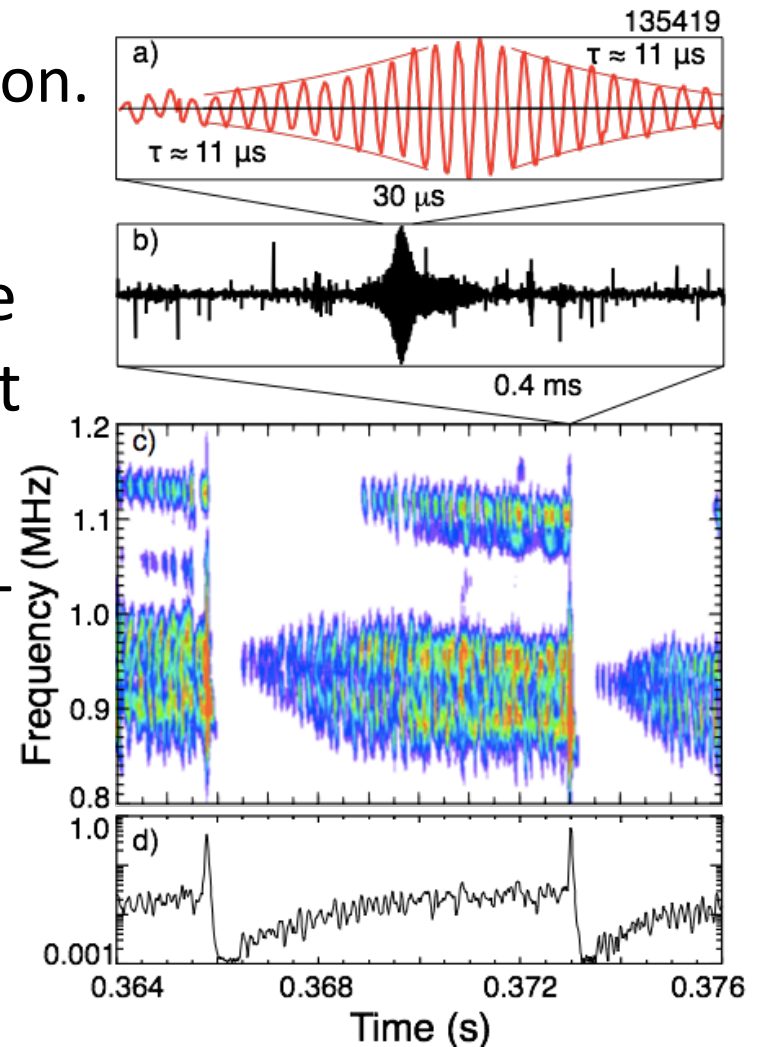 135419
on.
a)
τ ≈ 11 μs
τ ≈ 11 μs
30 μs
e
b)
t
0.4 ms
1.2
c)
1.1
1.0
0.9
0.8
Frequency (MHz)
-
1.0
d)
0.001
0.364 0.368 0.372 0.376
Time (s)